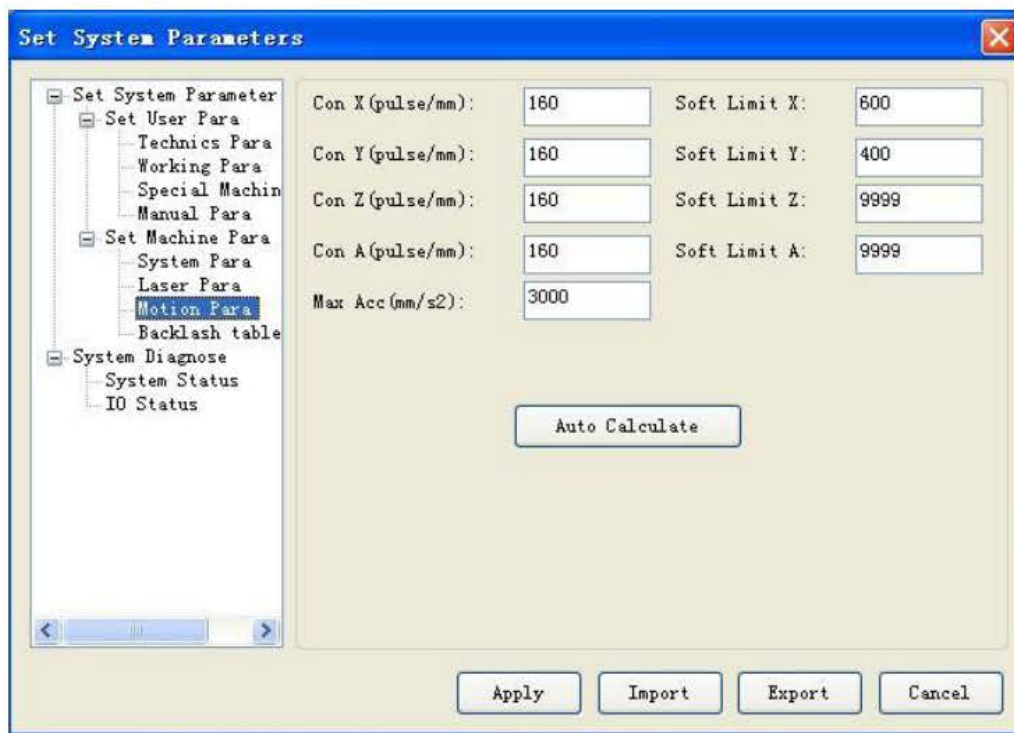 Set System Parameters
Set System Parameter
Set User Para
Technics Para
Working Para
Special Machin
Manual Para
Set Machine Para
System Para
Laser Para
Motion Para
Backlash table
System Diagnose
System Status
IO Status
Con X(pulse/mm): 160 Soft Limit X: 600
Con Y(pulse/mm): 160 Soft Limit Y: 400
Con Z(pulse/mm): 160 Soft Limit Z: 9999
Con A(pulse/mm): 160 Soft Limit A: 9999
Max Acc(mm/s2): 3000
Auto Calculate
Apply Import Export Cancel